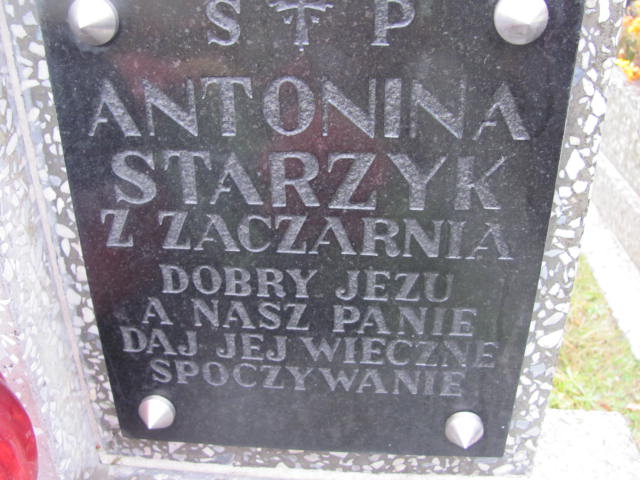 S P
ANTONINA
STARZYK
Z ZACZARNIA
DOBRY JEZU
A NASZ PANIE
DAJ JEJ WIECZNE
SPOCZYWANIE